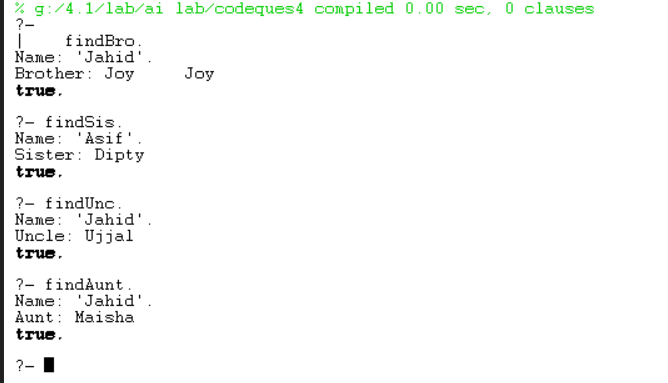 % g:/4.1/lab/ai lab/codeques4 compiled 0.00 sec, 0 clauses
?-
|    findBro.
Name: 'Jahid'.
Brother: Joy     Joy
true.
?- findSis.
Name: 'Asif'.
Sister: Dipty
true.
?- findUnc.
Name: 'Jahid'.
Uncle: Ujjal
true.
?- findAunt.
Name: 'Jahid'.
Aunt: Maisha
true.
?-